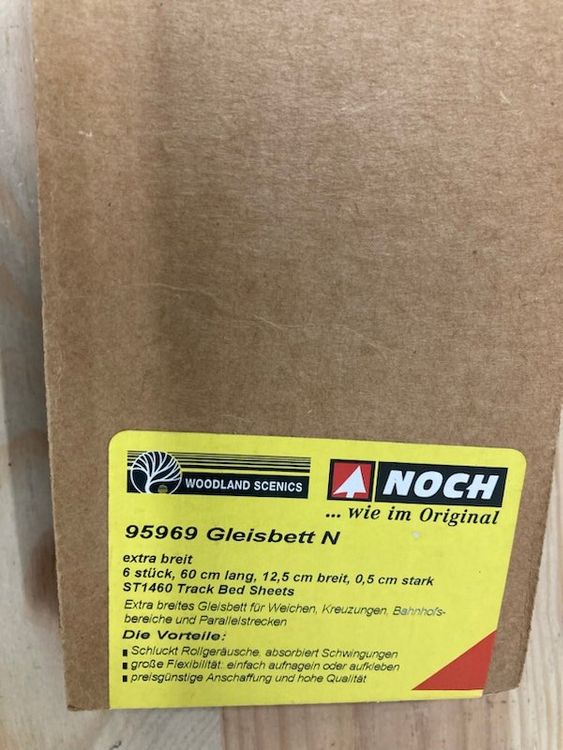 WOODLAND SCENICS
NOCH
... wie im Original
95969 Gleisbett N
extra breit
6 stück, 60 cm lang, 12,5 cm breit, 0,5 cm stark
ST1460 Track Bed Sheets
Extra breites Gleisbett für Weichen, Kreuzungen, Bahnhofs-
bereiche und Parallelstrecken
Die Vorteile:
Schluckt Rollgeräusche, absorbiert Schwingungen
große Flexibilität: einfach aufnageln oder aufkleben
preisgünstige Anschaffung und hohe Qualität